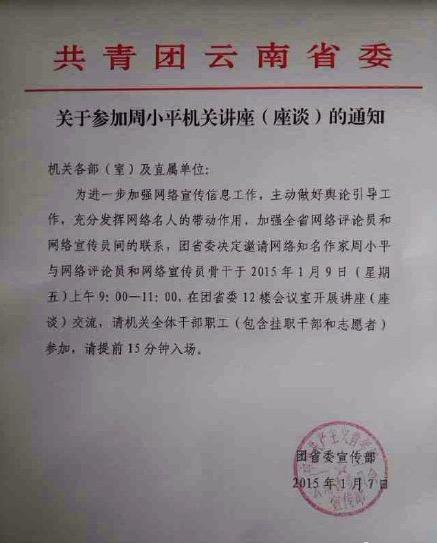 共青团云南省委
关于参加周小平机关讲座（座谈）的通知
机关各部（室）及直属单位：
为进一步加强网络宣传信息工作，主动做好舆论引导工
作，充分发挥网络名人的带动作用，加强全省网络评论员和
网络宣传员间的联系，团省委决定邀请网络知名作家周小平
与网络评论员和网络宣传员骨干于 2015 年 1 月 9 日（星期
五）上午 9：00—11：00，在团省委 12 楼会议室开展讲座（座
谈）交流，请机关全体干部职工（包含挂职干部和志愿者）
参加，请提前 15 分钟入场。
团省委宣传部
2015 年 1 月 7 日
宣传部